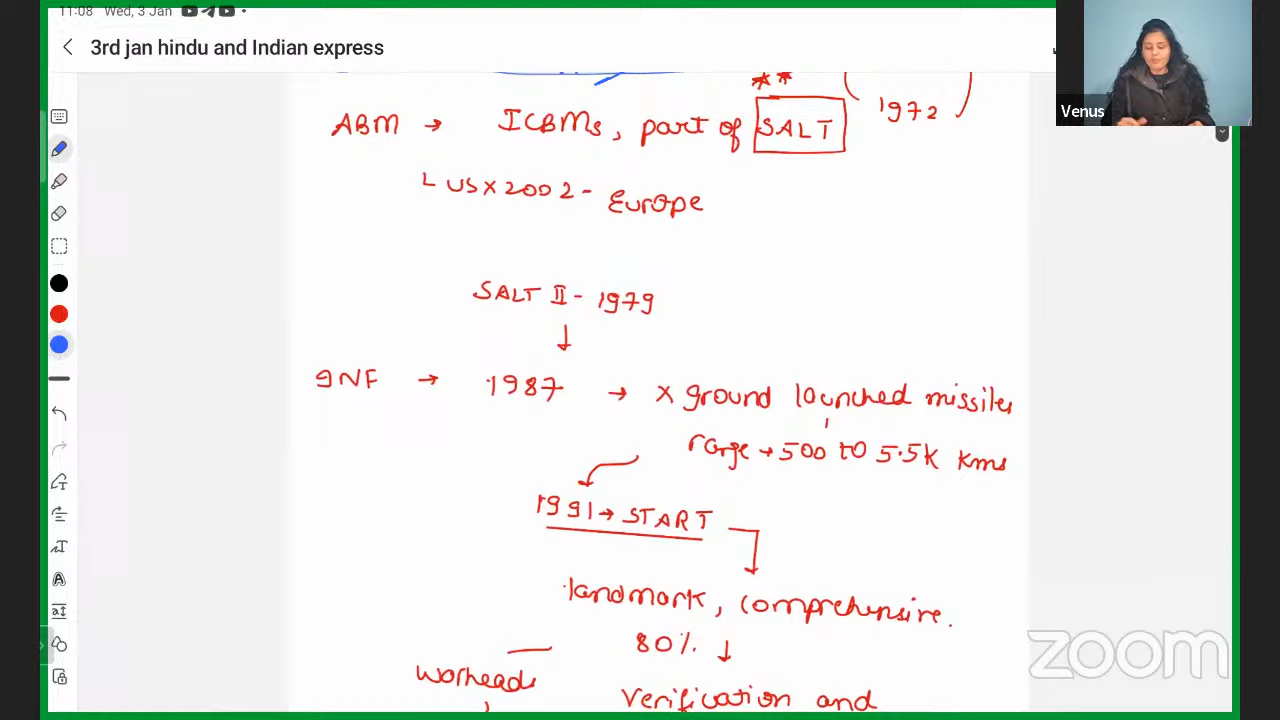 11:08 Wed, 3 Jan
3rd jan hindu and Indian express
Venus
1972
ABM → ICBMs, part of SALT
L US X 2002 - Europe
SALT II - 1979
INF → 1987 → X ground launched missiles
range → 500 to 5.5K Kms
1991 → START
landmark, comprehensive.
80% ↓
warheads
verification and
zoom